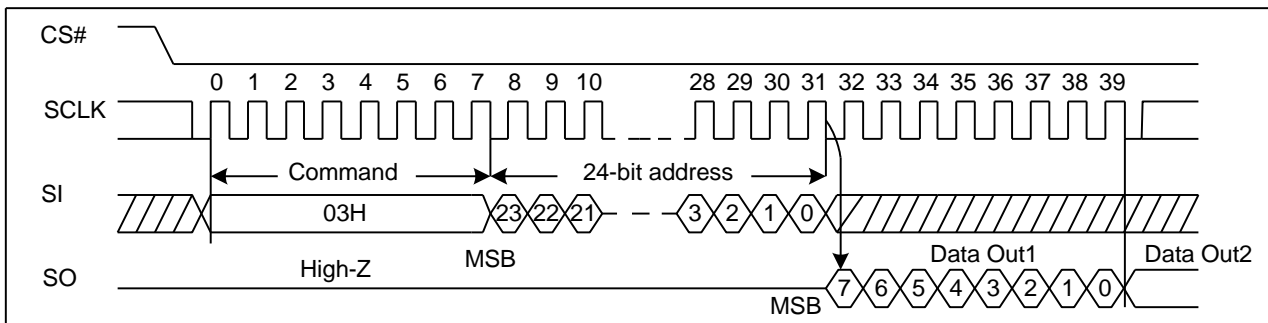 CS#
0 1 2 3 4 5 6 7 8 9 10 28 29 30 31 32 33 34 35 36 37 38 39
SCLK
Command 24-bit address
SI
03H 23 22 21 3 2 1 0
High-Z MSB Data Out1 Data Out2
SO
MSB 7 6 5 4 3 2 1 0